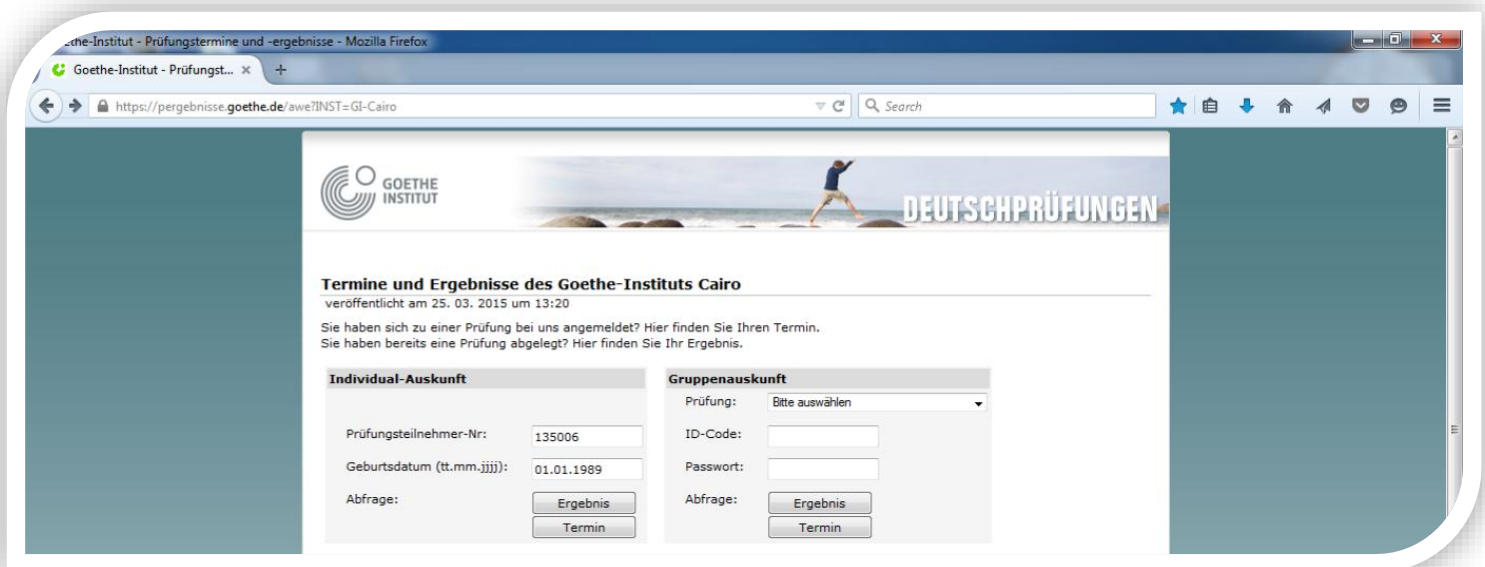 the-Institut - Prüfungstermine und -ergebnisse - Mozilla Firefox
Goethe-Institut - Prüfungst... × +
https://pergebnisse.goethe.de/awe?INST=GI-Cairo
Search
GOETHE
INSTITUT
DEUTSCHPRÜFUNGEN
Termine und Ergebnisse des Goethe-Instituts Cairo
veröffentlicht am 25. 03. 2015 um 13:20
Sie haben sich zu einer Prüfung bei uns angemeldet? Hier finden Sie Ihren Termin.
Sie haben bereits eine Prüfung abgelegt? Hier finden Sie Ihr Ergebnis.
Individual-Auskunft
Prüfungsteilnehmer-Nr: 135006
Geburtsdatum (tt.mm.jjjj): 01.01.1989
Abfrage: Ergebnis
Termin
Gruppenauskunft
Prüfung: Bitte auswählen
ID-Code:
Passwort:
Abfrage: Ergebnis
Termin